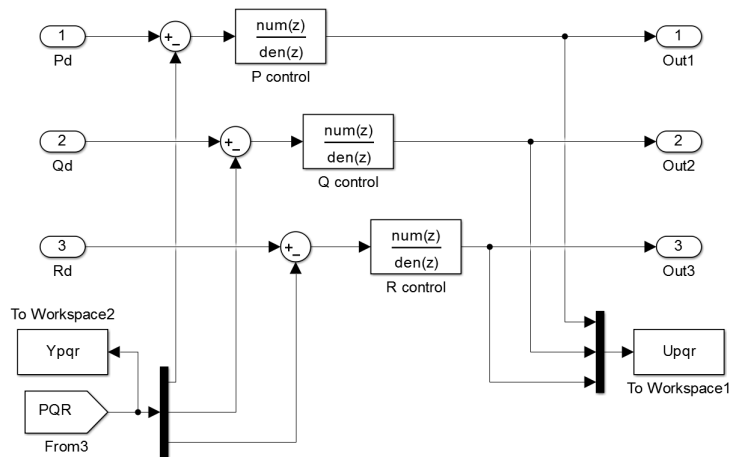 1
Pd
+
–
num(z)
den(z)
P control
1
Out1
2
Qd
+
–
num(z)
den(z)
Q control
2
Out2
3
Rd
+
–
num(z)
den(z)
R control
3
Out3
To Workspace2
Ypqr
PQR
From3
Upqr
To Workspace1